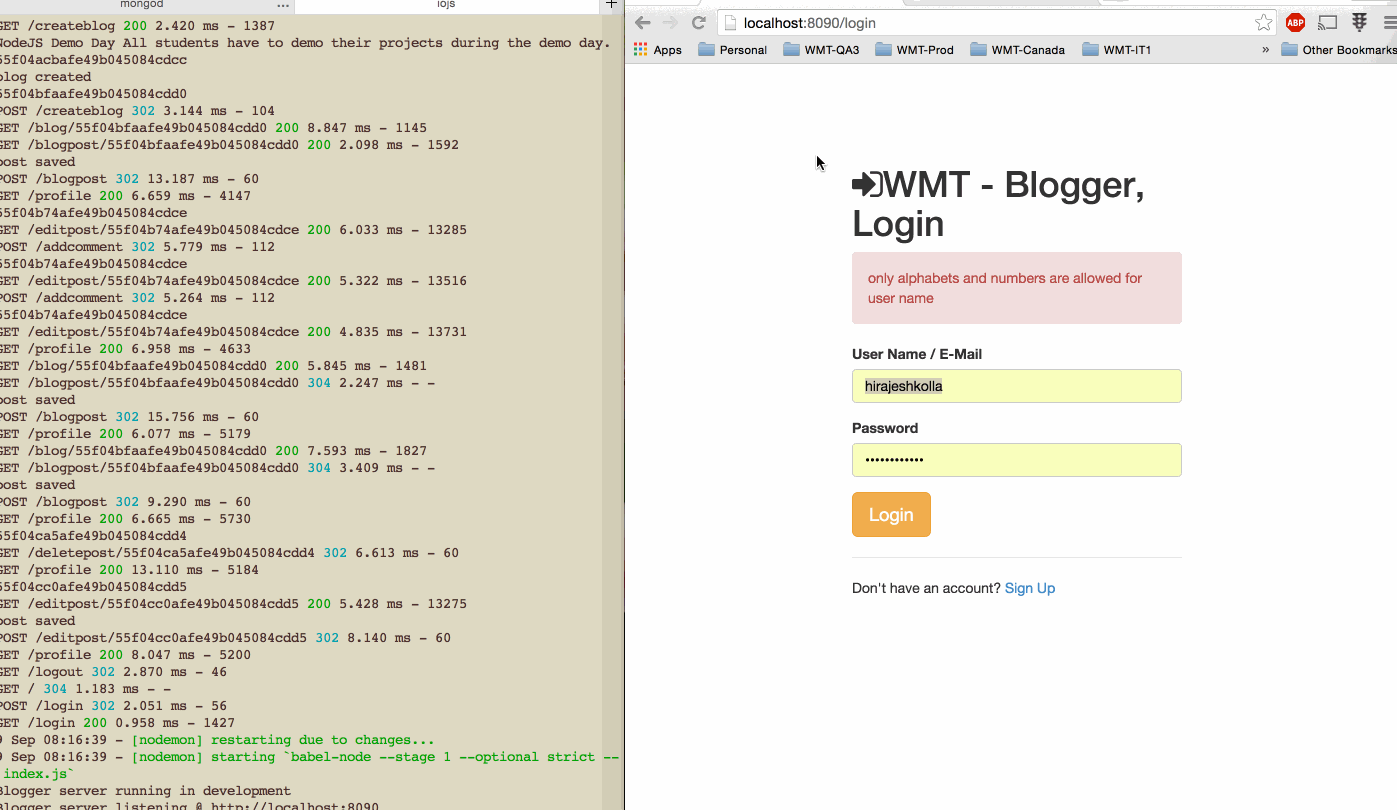 mongod
iojs
GET /createblog 200 2.420 ms - 1387
NodeJS Demo Day All students have to demo their projects during the demo day.
55f04acbafe49b045084cdcc
blog created
55f04bfaafe49b045084cdd0
POST /createblog 302 3.144 ms - 104
GET /blog/55f04bfaafe49b045084cdd0 200 8.847 ms - 1145
GET /blogpost/55f04bfaafe49b045084cdd0 200 2.098 ms - 1592
post saved
POST /blogpost 302 13.187 ms - 60
GET /profile 200 6.659 ms - 4147
55f04b74afe49b045084cdce
GET /editpost/55f04b74afe49b045084cdce 200 6.033 ms - 13285
POST /addcomment 302 5.779 ms - 112
55f04b74afe49b045084cdce
GET /editpost/55f04b74afe49b045084cdce 200 5.322 ms - 13516
POST /addcomment 302 5.264 ms - 112
55f04b74afe49b045084cdce
GET /editpost/55f04b74afe49b045084cdce 200 4.835 ms - 13731
GET /profile 200 6.958 ms - 4633
GET /blog/55f04bfaafe49b045084cdd0 200 5.845 ms - 1481
GET /blogpost/55f04bfaafe49b045084cdd0 304 2.247 ms - -
post saved
POST /blogpost 302 15.756 ms - 60
GET /profile 200 6.077 ms - 5179
GET /blog/55f04bfaafe49b045084cdd0 200 7.593 ms - 1827
GET /blogpost/55f04bfaafe49b045084cdd0 304 3.409 ms - -
post saved
POST /blogpost 302 9.290 ms - 60
GET /profile 200 6.665 ms - 5730
55f04ca5afe49b045084cdd4
GET /deletepost/55f04ca5afe49b045084cdd4 302 6.613 ms - 60
GET /profile 200 13.110 ms - 5184
55f04cc0afe49b045084cdd5
GET /editpost/55f04cc0afe49b045084cdd5 200 5.428 ms - 13275
post saved
POST /editpost/55f04cc0afe49b045084cdd5 302 8.140 ms - 60
GET /profile 200 8.047 ms - 5200
GET /logout 302 2.870 ms - 46
GET / 304 1.183 ms - -
POST /login 302 2.051 ms - 56
GET /login 200 0.958 ms - 1427
9 Sep 08:16:39 - [nodemon] restarting due to changes...
9 Sep 08:16:39 - [nodemon] starting `babel-node --stage 1 --optional strict --
index.js`
Blogger server running in development
Blogger server listening @ http://localhost:8090
localhost:8090/login
ABP
Apps Personal WMT-QA3 WMT-Prod WMT-Canada WMT-IT1 » Other Bookmarks
WMT - Blogger,
Login
only alphabets and numbers are allowed for
user name
User Name / E-Mail
hirajeshkolla
Password
Login
Don't have an account? Sign Up